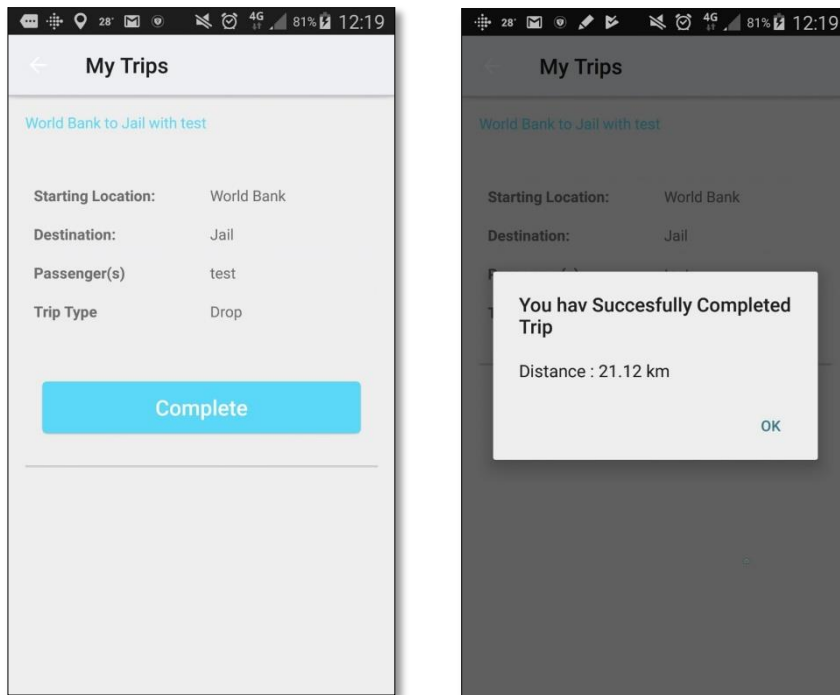 28° 4G 81% 12:19
My Trips
World Bank to Jail with test
Starting Location: World Bank
Destination: Jail
Passenger(s) test
Trip Type Drop
Complete
28° 4G 81% 12:19
My Trips
World Bank to Jail with test
Starting Location: World Bank
Destination: Jail
You hav Succesfully Completed
Trip
Distance : 21.12 km
OK